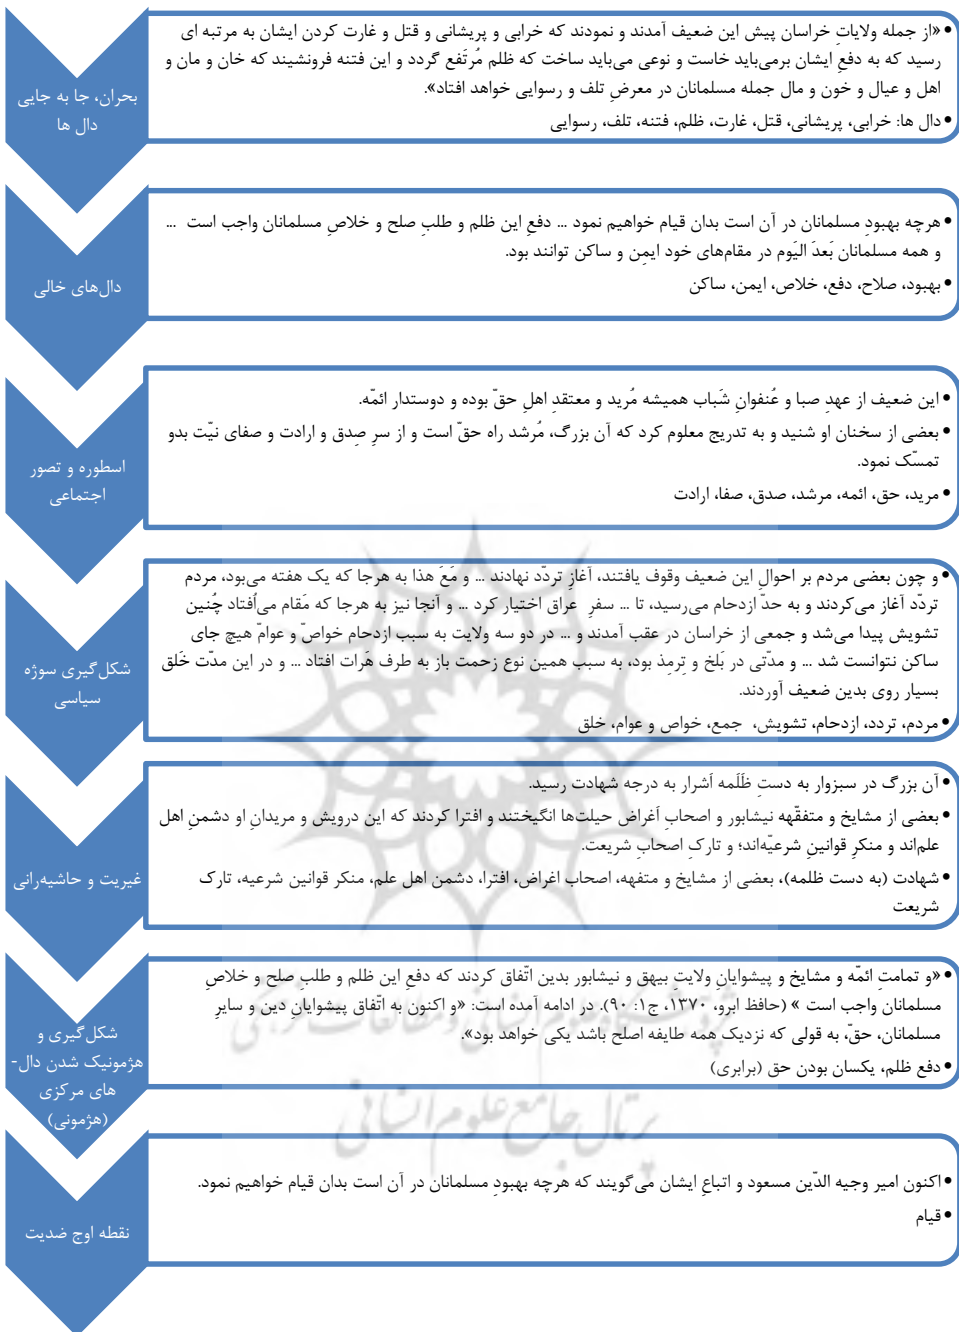 بحران، جا به جایی
دال ها
•«از جمله ولایاتِ خراسان پیش این ضعیف آمدند و نمودند که خرابی و پریشانی و قتل و غارت کردن ایشان به مرتبه ای
رسید که به دفعِ ایشان برمی‌باید خاست و نوعی می‌باید ساخت که ظلم مُرتَفع گردد و این فتنه فرونشیند که خان و مان و
اهل و عیال و خون و مال جمله مسلمانان در معرضِ تلف و رسوایی خواهد افتاد».
•دال ها: خرابی، پریشانی، قتل، غارت، ظلم، فتنه، تلف، رسوایی
دال‌های خالی
•هرچه بهبودِ مسلمانان در آن است بدان قیام خواهیم نمود ... دفعِ این ظلم و طلبِ صلح و خلاصِ مسلمانان واجب است ...
و همه مسلمانان بَعدَ الیَوم در مقام‌های خود ایمِن و ساکن توانند بود.
•بهبود، صلاح، دفع، خلاص، ایمن، ساکن
اسطوره و تصور
اجتماعی
•این ضعیف از عهدِ صبا و عُنفوانِ شَباب همیشه مُرید و معتقدِ اهلِ حقّ بوده و دوستدار ائمّه.
•بعضی از سخنان او شنید و به تدریج معلوم کرد که آن بزرگ، مُرشد راه حقّ است و از سرِ صِدق و ارادت و صفای نیّت بدو
تمسّک نمود.
•مرید، حق، ائمه، مرشد، صدق، صفا، ارادت
شکل‌گیری سوژه
سیاسی
•و چون بعضی مردم بر احوالِ این ضعیف وقوف یافتند، آغازِ تردّد نهادند ... و مَعَ هذا به هرجا که یک هفته می‌بود، مردم
تردّد آغاز می‌کردند و به حدّ ازدحام می‌رسید، تا ... سفرِ عراق اختیار کرد ... و آنجا نیز به هرجا که مَقام می‌اُفتاد چُنین
تشویش پیدا می‌شد و جمعی از خراسان در عقب آمدند و ... در دو سه ولایت به سبب ازدحام خواصّ و عوامّ هیچ جای
ساکن نتوانست شد ... و مدّتی در بَلخ و تِرمِذ بود، به سبب همین نوع زحمت باز به طرف هَرات افتاد ... و در این مدّت خَلق
بسیار روی بدین ضعیف آوردند.
•مردم، تردد، ازدحام، تشویش، جمع، خواص و عوام، خلق
غیریت و حاشیه‌رانی
•آن بزرگ در سبزوار به دستِ ظَلَمه اَشرار به درجه شهادت رسید.
•بعضی از مشایخ و متفقّهه نیشابور و اصحابِ اَغراض حیلت‌ها انگیختند و افترا کردند که این درویش و مریدانِ او دشمنِ اهل
علم‌اند و منکرِ قوانینِ شرعیّه‌اند؛ و تارکِ اصحابِ شریعت.
•شهادت (به دست ظلمه)، بعضی از مشایخ و متفهه، اصحاب اغراض، افترا، دشمن اهل علم، منکر قوانین شرعیه، تارک
شریعت
شکل‌گیری و
هژمونیک شدن دال-
های مرکزی
(هژمونی)
•«و تمامتِ ائمّه و مشایخ و پیشوایانِ ولایتِ بیهق و نیشابور بدین اتّفاق کردند که دفعِ این ظلم و طلبِ صلح و خلاصِ
مسلمانان واجب است » (حافظ ابرو، ۱۳۷۰، ج۱: ۹۰). در ادامه آمده است: «و اکنون به اتّفاق پیشوایانِ دین و سایرِ
مسلمانان، حقّ، به قولی که نزدیک همه طایفه اصلح باشد یکی خواهد بود».
•دفع ظلم، یکسان بودن حق (برابری)
پژوهشگاه علوم انسانی و مطالعات فرهنگی
پرتال جامع علوم انسانی
نقطه اوج ضدیت
•اکنون امیر وجیه الدّین مسعود و اتباعِ ایشان می‌گویند که هرچه بهبودِ مسلمانان در آن است بدان قیام خواهیم نمود.
•قیام